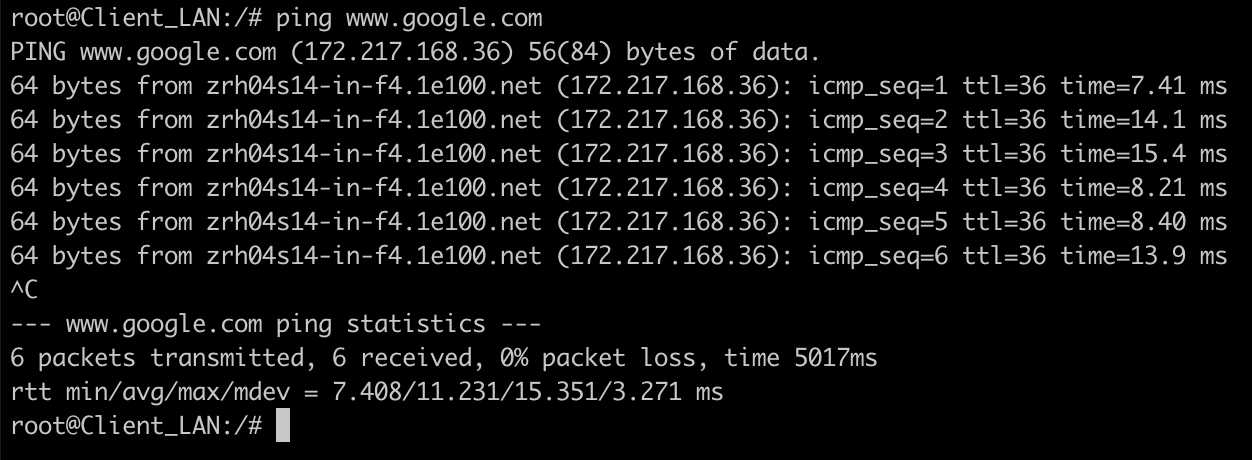 root@Client_LAN:/# ping www.google.com
PING www.google.com (172.217.168.36) 56(84) bytes of data.
64 bytes from zrh04s14-in-f4.1e100.net (172.217.168.36): icmp_seq=1 ttl=36 time=7.41 ms
64 bytes from zrh04s14-in-f4.1e100.net (172.217.168.36): icmp_seq=2 ttl=36 time=14.1 ms
64 bytes from zrh04s14-in-f4.1e100.net (172.217.168.36): icmp_seq=3 ttl=36 time=15.4 ms
64 bytes from zrh04s14-in-f4.1e100.net (172.217.168.36): icmp_seq=4 ttl=36 time=8.21 ms
64 bytes from zrh04s14-in-f4.1e100.net (172.217.168.36): icmp_seq=5 ttl=36 time=8.40 ms
64 bytes from zrh04s14-in-f4.1e100.net (172.217.168.36): icmp_seq=6 ttl=36 time=13.9 ms
^C
--- www.google.com ping statistics ---
6 packets transmitted, 6 received, 0% packet loss, time 5017ms
rtt min/avg/max/mdev = 7.408/11.231/15.351/3.271 ms
root@Client_LAN:/#